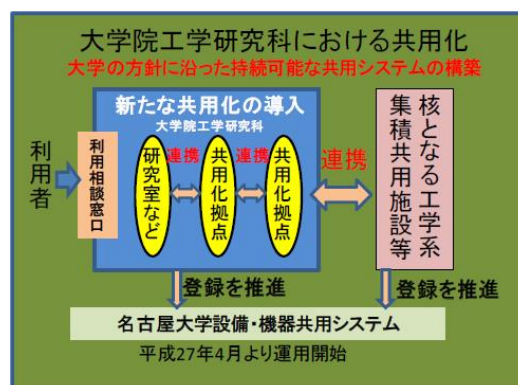 大学院工学研究科における共用化
大学の方針に沿った持続可能な共用システムの構築
新たな共用化の導入
大学院工学研究科
利用者
利用相談窓口
研究室など
連携
共用化拠点
連携
共用化拠点
連携
核となる工学系
集積共用施設等
登録を推進
登録を推進
名古屋大学設備・機器共用システム
平成27年4月より運用開始